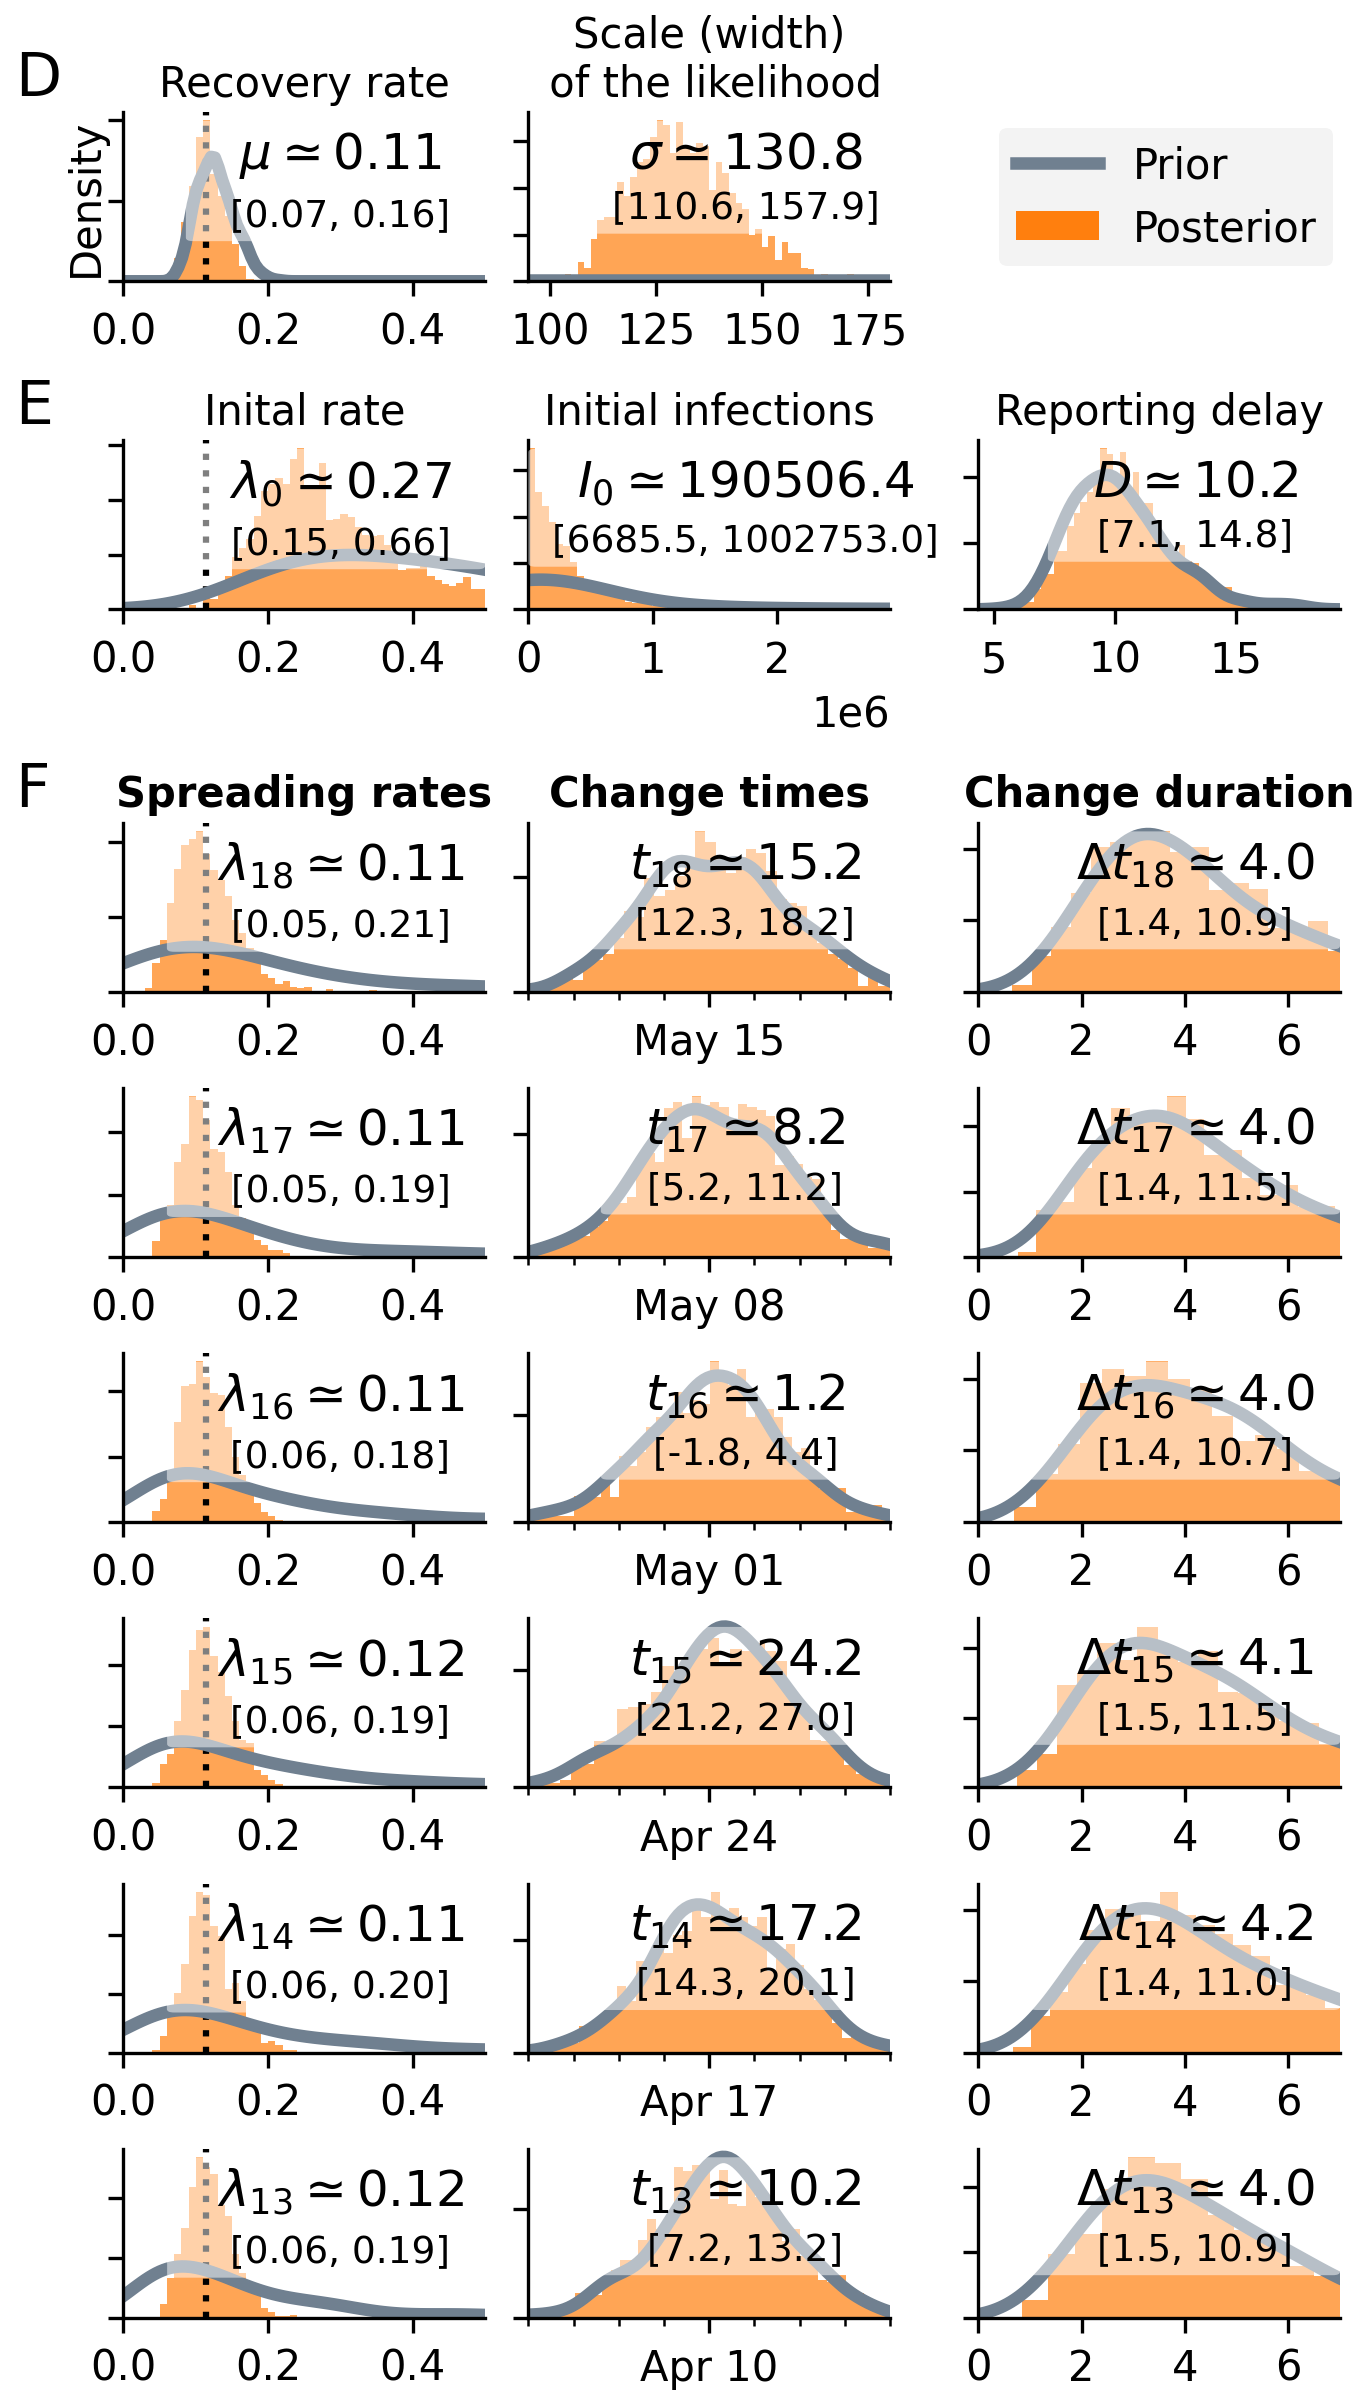 D
Recovery rate
Scale (width)
of the likelihood
Density
μ ≃ 0.11
[0.07, 0.16]
σ ≃ 130.8
[110.6, 157.9]
Prior
Posterior
0.0 0.2 0.4
100 125 150 175
E
Inital rate
Initial infections
Reporting delay
λ0 ≃ 0.27
[0.15, 0.66]
I0 ≃ 190506.4
[6685.5, 1002753.0]
D ≃ 10.2
[7.1, 14.8]
0.0 0.2 0.4
0 1 2
1e6
5 10 15
F
Spreading rates
Change times
Change duration
λ18 ≃ 0.11
[0.05, 0.21]
t18 ≃ 15.2
[12.3, 18.2]
Δt18 ≃ 4.0
[1.4, 10.9]
0.0 0.2 0.4
May 15
0 2 4 6
λ17 ≃ 0.11
[0.05, 0.19]
t17 ≃ 8.2
[5.2, 11.2]
Δt17 ≃ 4.0
[1.4, 11.5]
0.0 0.2 0.4
May 08
0 2 4 6
λ16 ≃ 0.11
[0.06, 0.18]
t16 ≃ 1.2
[-1.8, 4.4]
Δt16 ≃ 4.0
[1.4, 10.7]
0.0 0.2 0.4
May 01
0 2 4 6
λ15 ≃ 0.12
[0.06, 0.19]
t15 ≃ 24.2
[21.2, 27.0]
Δt15 ≃ 4.1
[1.5, 11.5]
0.0 0.2 0.4
Apr 24
0 2 4 6
λ14 ≃ 0.11
[0.06, 0.20]
t14 ≃ 17.2
[14.3, 20.1]
Δt14 ≃ 4.2
[1.4, 11.0]
0.0 0.2 0.4
Apr 17
0 2 4 6
λ13 ≃ 0.12
[0.06, 0.19]
t13 ≃ 10.2
[7.2, 13.2]
Δt13 ≃ 4.0
[1.5, 10.9]
0.0 0.2 0.4
Apr 10
0 2 4 6